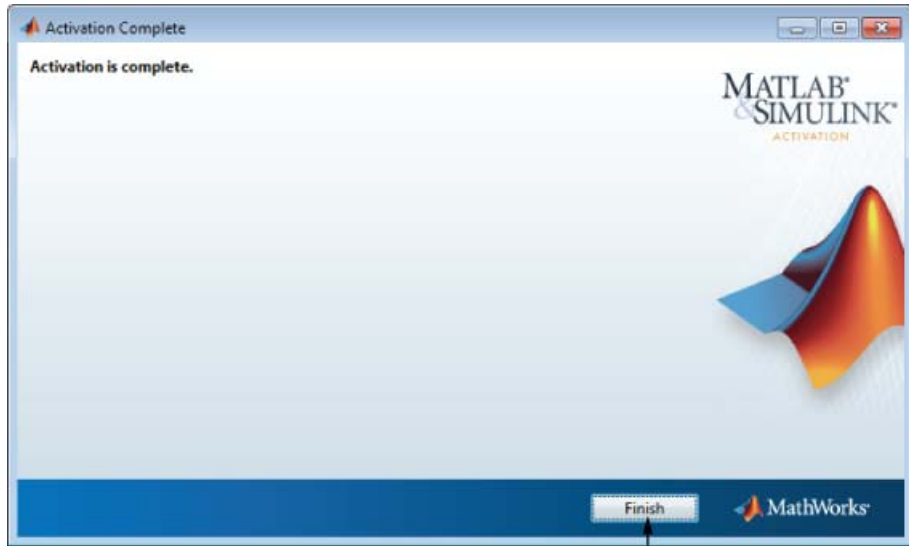 Activation Complete
Activation is complete.
MATLAB®
&SIMULINK®
ACTIVATION
Finish
MathWorks®